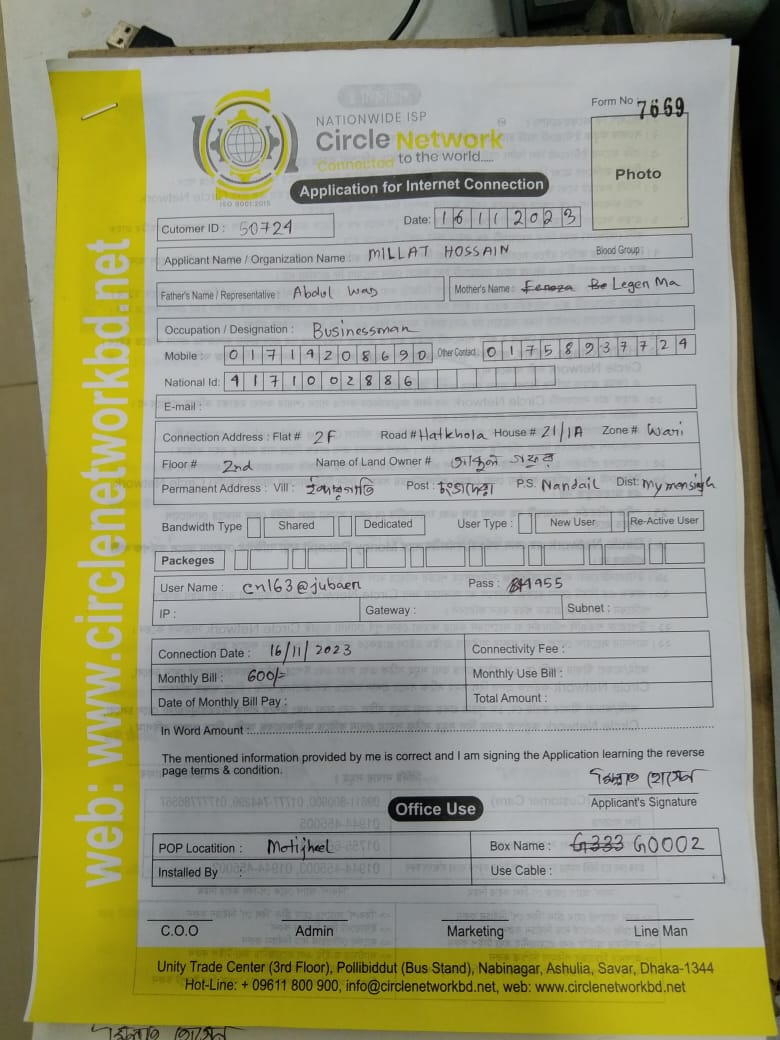 NATIONWIDE ISP
Circle Network
Connected to the world.....
ISO 9001:2015
Form No : 7669
Photo
Application for Internet Connection
Cutomer ID : 50724
Date: 16112023
Applicant Name / Organization Name : MILLAT HOSSAIN Blood Group :
Father's Name / Representative : Abdul Wad Mother's Name : Legen Ma
Occupation / Designation : Businessman
Mobile : 01714208690 Other Contact : 01758937724
National Id: 4171002886
E-mail :
Connection Address : Flat # 2F Road # Hatkhola House # 21/1A Zone # Wari
Floor # 2nd Name of Land Owner #
Permanent Address : Vill : Post : P.S. Nandail Dist: Mymensigh
Bandwidth Type Shared Dedicated User Type : New User Re-Active User
Packeges
User Name : cn163@jubaer Pass :
IP : Gateway : Subnet :
Connection Date : 16/11/2023 Connectivity Fee :
Monthly Bill : 600/- Monthly Use Bill :
Date of Monthly Bill Pay : Total Amount :
In Word Amount :
The mentioned information provided by me is correct and I am signing the Application learning the reverse
page terms & condition.
মিল্লাত হোসেন
Applicant's Signature
Office Use
POP Locatition : Motijheel Box Name : G333 G0002
Installed By : Use Cable :
C.O.O Admin Marketing Line Man
Unity Trade Center (3rd Floor), Pollibiddut (Bus Stand), Nabinagar, Ashulia, Savar, Dhaka-1344
Hot-Line: + 09611 800 900, info@circlenetworkbd.net, web: www.circlenetworkbd.net
web: www.circlenetworkbd.net